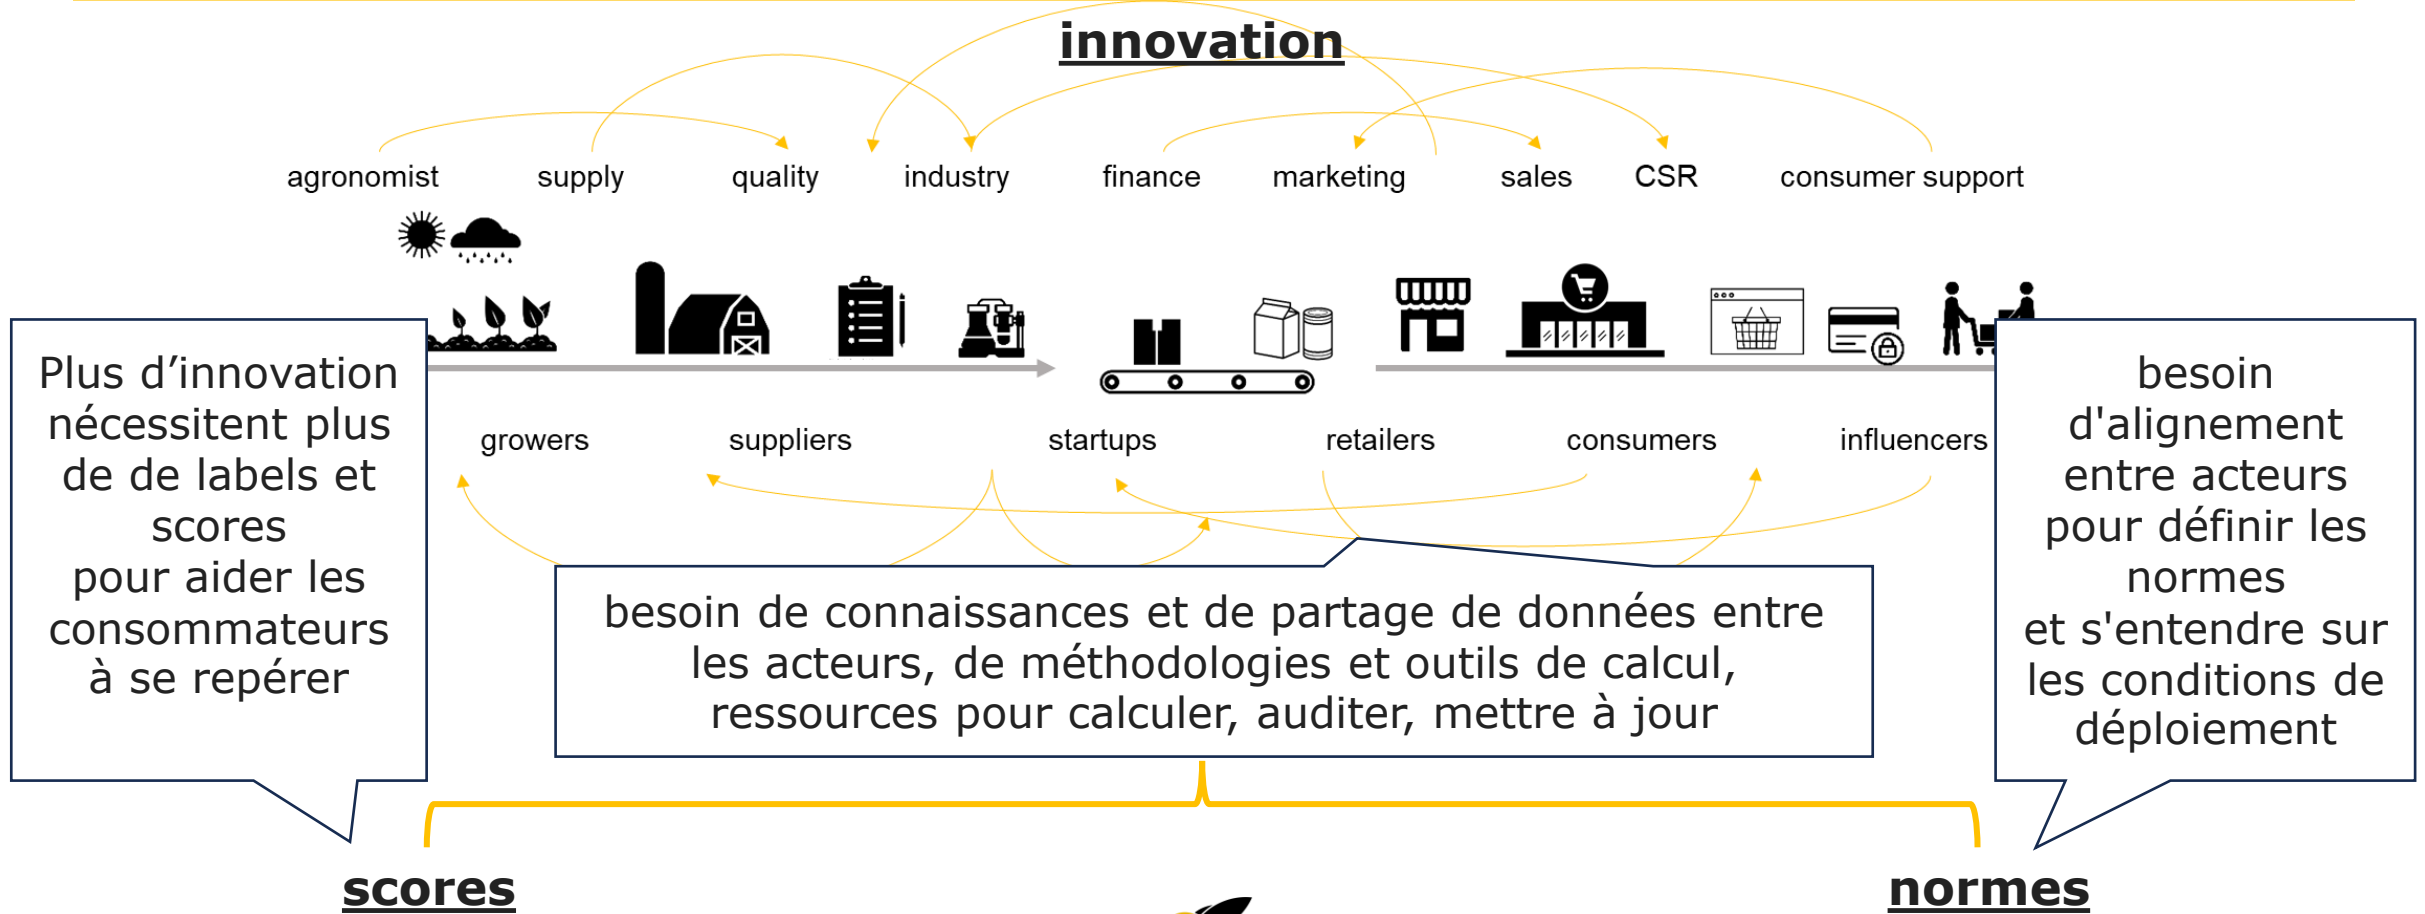 innovation
agronomist supply quality industry finance marketing sales CSR consumer support
Plus d’innovation
nécessitent plus
de de labels et
scores
pour aider les
consommateurs
à se repérer
growers suppliers startups retailers consumers influencers
besoin de connaissances et de partage de données entre
les acteurs, de méthodologies et outils de calcul,
ressources pour calculer, auditer, mettre à jour
besoin
d'alignement
entre acteurs
pour définir les
normes
et s'entendre sur
les conditions de
déploiement
scores
normes